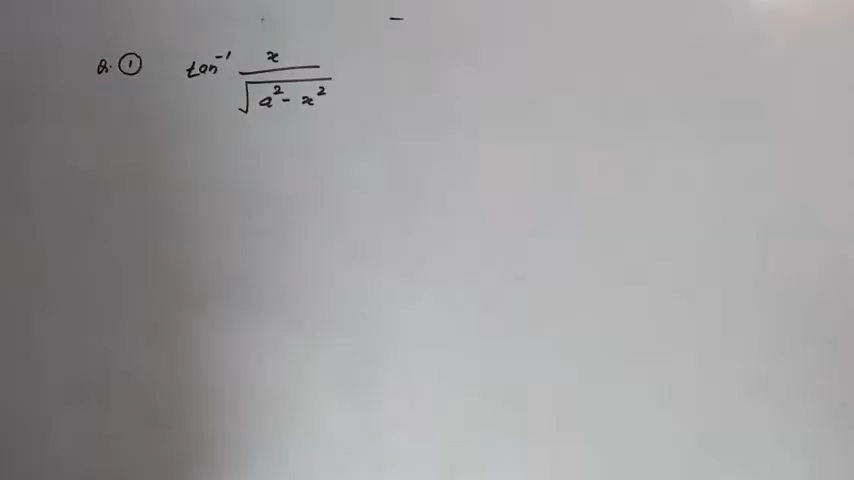 Q. ① tan⁻¹ x / √(a² - x²)